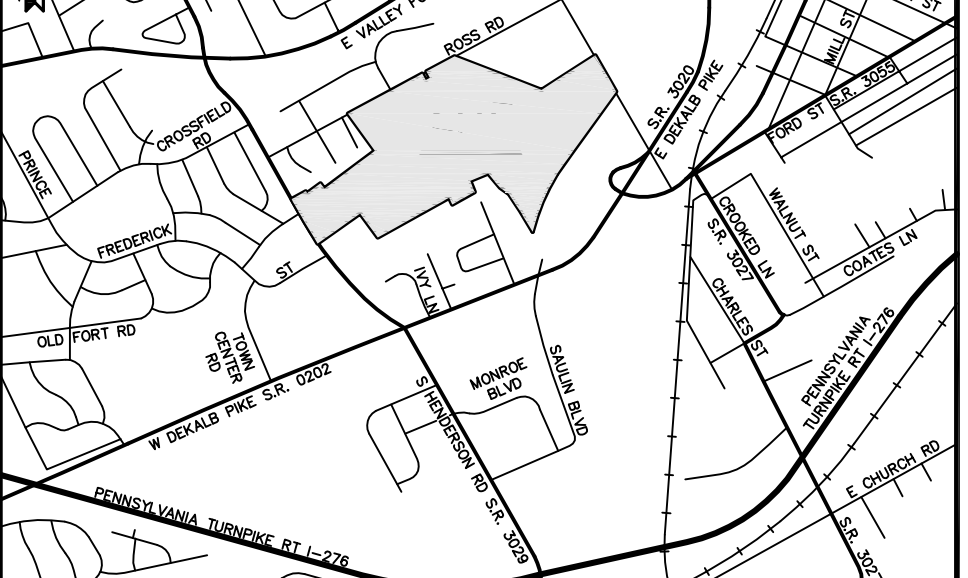 E VALLEY FO
ROSS RD
MILL ST
ST
S.R. 3020
E DEKALB PIKE
FORD ST
S.R. 3055
CROSSFIELD
RD
PRINCE
FREDERICK
ST
WALNUT ST
CROOKED LN
S.R. 3027
COATES LN
IVY LN
CHARLES ST
OLD FORT RD
TOWN
CENTER
RD
W DEKALB PIKE S.R. 0202
MONROE
BLVD
SAULIN BLVD
PENNSYLVANIA
TURNPIKE RT I-276
S HENDERSON RD S.R. 3029
E CHURCH RD
PENNSYLVANIA TURNPIKE RT I-276
S.R. 302